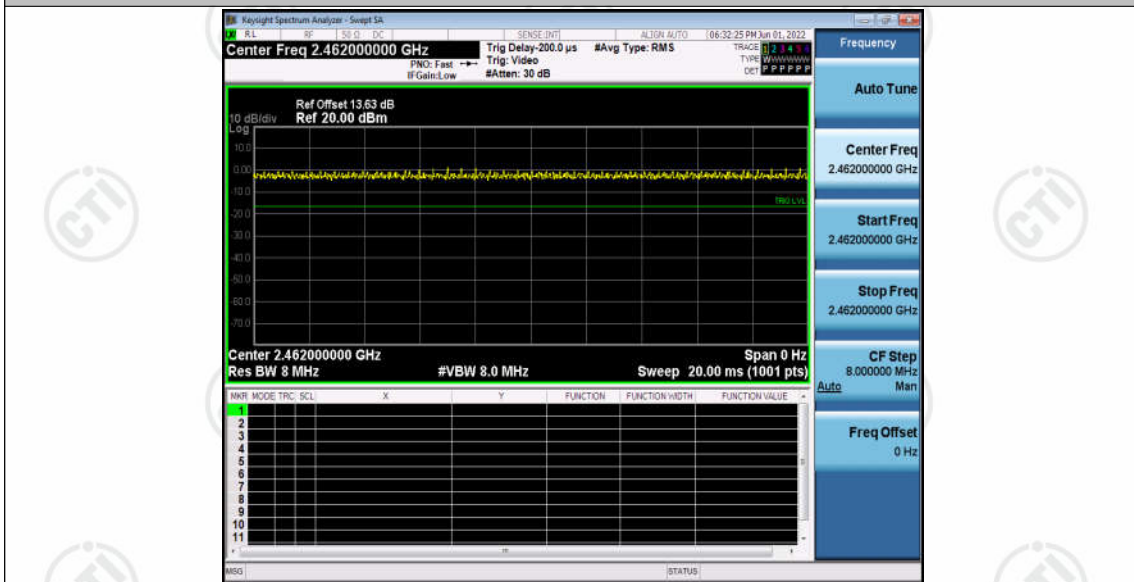 Keysight Spectrum Analyzer - Swept SA
RL RF 50 Ω DC SENSE:INT ALIGN AUTO 06:32:25 PM Jun 01, 2022
Center Freq 2.462000000 GHz
PNO: Fast
IFGain:Low
Trig Delay-200.0 µs
Trig: Video
#Atten: 30 dB
#Avg Type: RMS
TRACE 1 2 3 4 5 6
TYPE WWWWWW
DET P P P P P P
Ref Offset 13.63 dB
10 dB/div Ref 20.00 dBm
Log
10.0
0.00
-10.0
-20.0
-30.0
-40.0
-50.0
-60.0
-70.0
TRIG LVL
Center 2.462000000 GHz Span 0 Hz
Res BW 8 MHz #VBW 8.0 MHz Sweep 20.00 ms (1001 pts)
MKR MODE TRC SCL X Y FUNCTION FUNCTION WIDTH FUNCTION VALUE
1
2
3
4
5
6
7
8
9
10
11
MSG STATUS
Frequency
Auto Tune
Center Freq
2.462000000 GHz
Start Freq
2.462000000 GHz
Stop Freq
2.462000000 GHz
CF Step
8.000000 MHz
Auto Man
Freq Offset
0 Hz
CTI
CTI
CTI
CTI